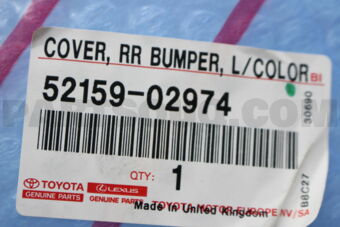 COVER, RR BUMPER, L/COLOR BI
52159-02974
30690
QTY: 1
B8C27
TOYOTA LEXUS
GENUINE PARTS GENUINE PARTS
TOYOTA MOTOR EUROPE NV/SA
Made In United Kingdom